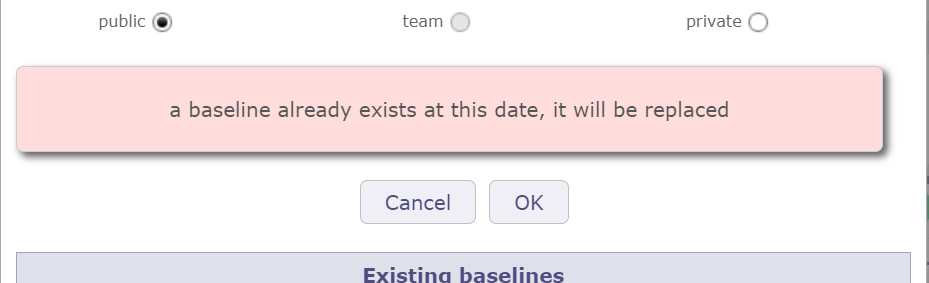 public team private
a baseline already exists at this date, it will be replaced
Cancel OK
Existing baselines